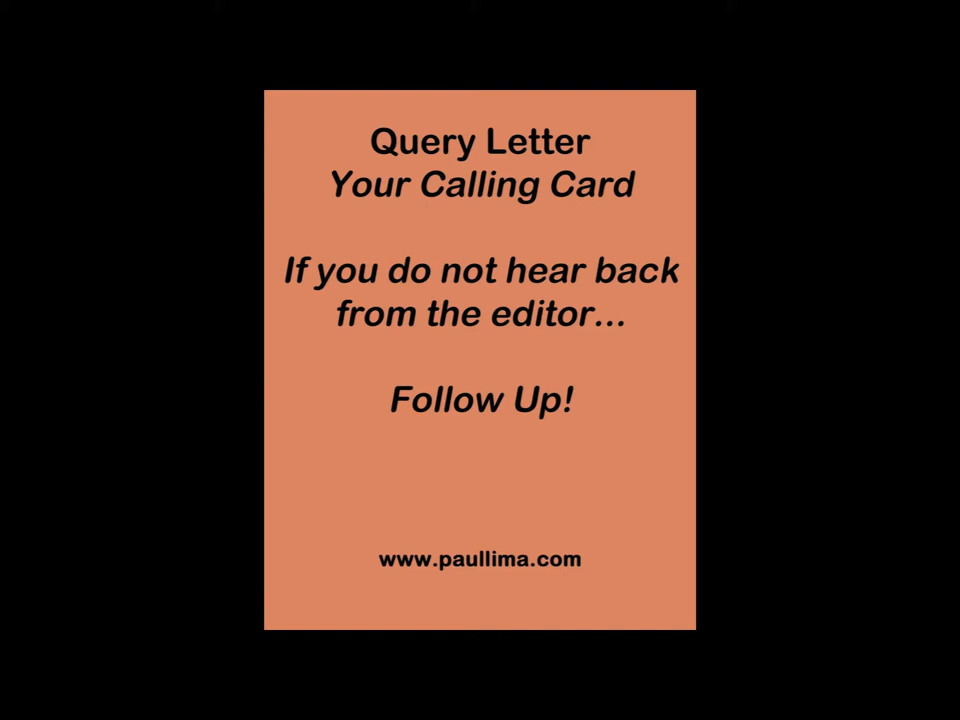 Query Letter
Your Calling Card
If you do not hear back
from the editor...
Follow Up!
www.paullima.com